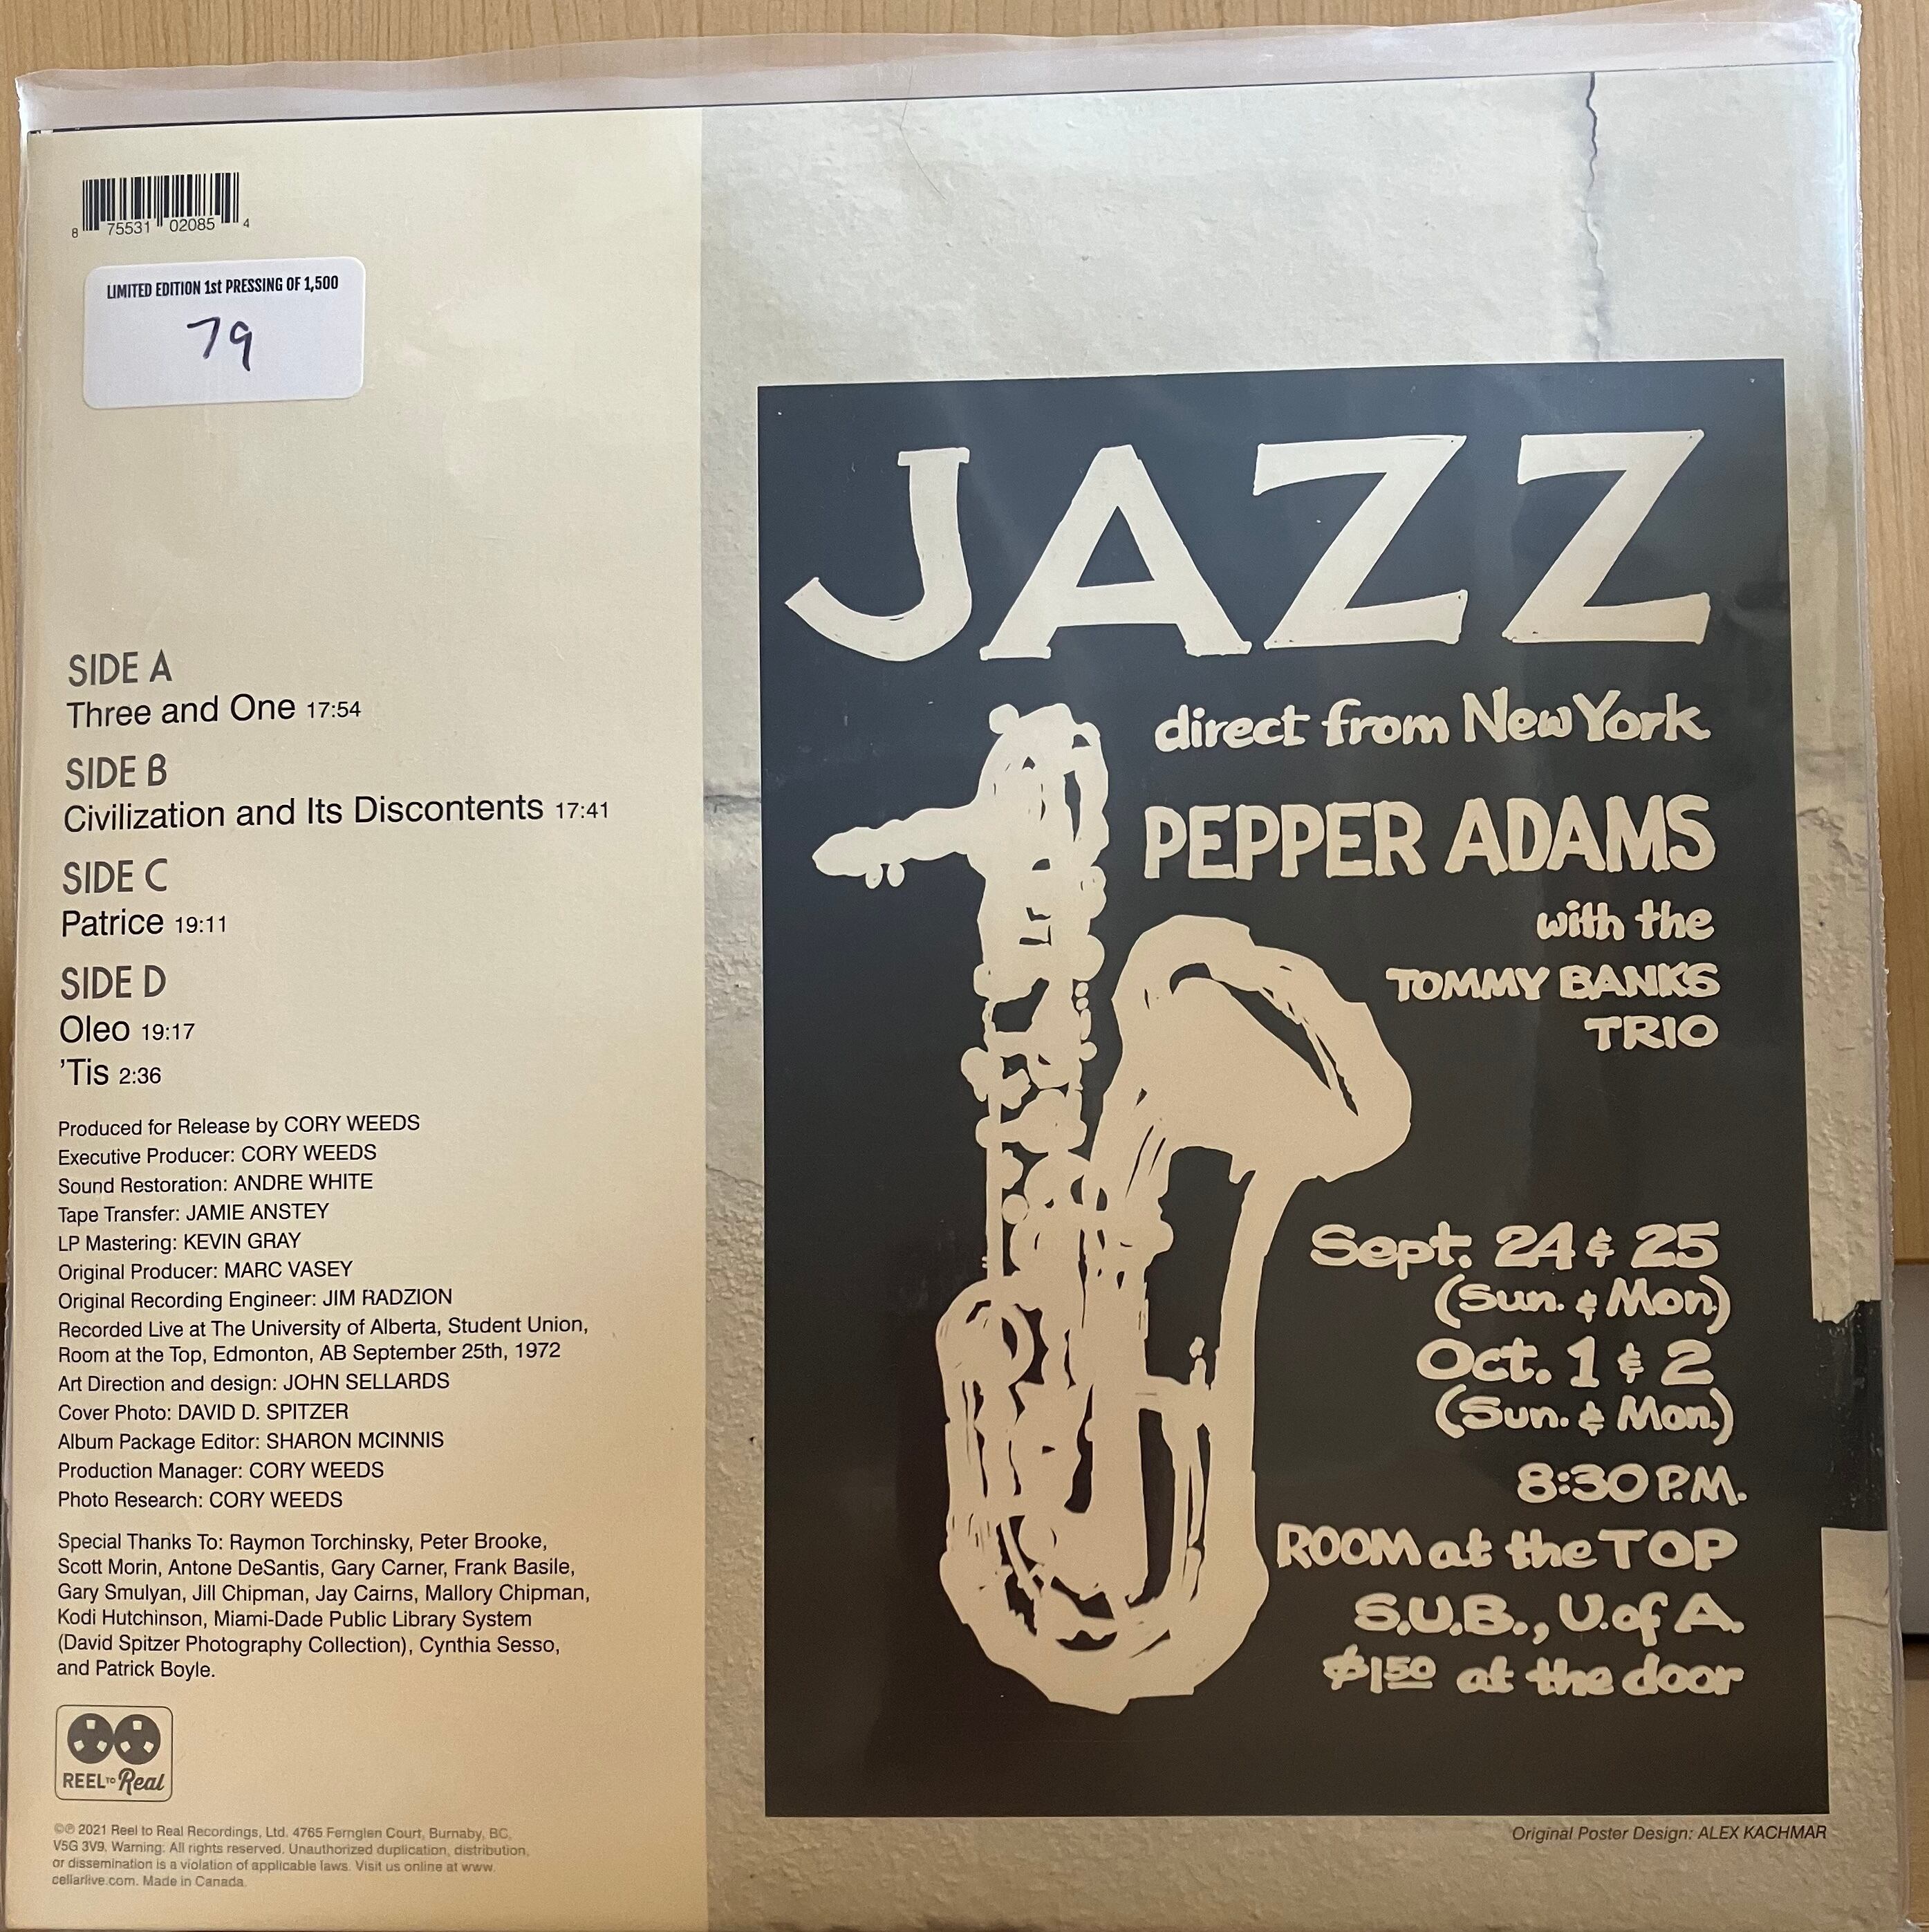 8 75531 02085 4
LIMITED EDITION 1st PRESSING OF 1,500
79
SIDE A
Three and One 17:54
SIDE B
Civilization and Its Discontents 17:41
SIDE C
Patrice 19:11
SIDE D
Oleo 19:17
'Tis 2:36
Produced for Release by CORY WEEDS
Executive Producer: CORY WEEDS
Sound Restoration: ANDRE WHITE
Tape Transfer: JAMIE ANSTEY
LP Mastering: KEVIN GRAY
Original Producer: MARC VASEY
Original Recording Engineer: JIM RADZION
Recorded Live at The University of Alberta, Student Union,
Room at the Top, Edmonton, AB September 25th, 1972
Art Direction and design: JOHN SELLARDS
Cover Photo: DAVID D. SPITZER
Album Package Editor: SHARON MCINNIS
Production Manager: CORY WEEDS
Photo Research: CORY WEEDS
Special Thanks To: Raymon Torchinsky, Peter Brooke,
Scott Morin, Antone DeSantis, Gary Carner, Frank Basile,
Gary Smulyan, Jill Chipman, Jay Cairns, Mallory Chipman,
Kodi Hutchinson, Miami-Dade Public Library System
(David Spitzer Photography Collection), Cynthia Sesso,
and Patrick Boyle.
REEL TO Real
©℗ 2021 Reel to Real Recordings, Ltd. 4765 Fernglen Court, Burnaby, BC,
V5G 3V9, Warning: All rights reserved. Unauthorized duplication, distribution,
or dissemination is a violation of applicable laws. Visit us online at www.
cellarlive.com. Made in Canada.
JAZZ
direct from New York
PEPPER ADAMS
with the
TOMMY BANKS
TRIO
Sept. 24 & 25
(Sun. & Mon.)
Oct. 1 & 2
(Sun. & Mon.)
8:30 P.M.
ROOM at the TOP
S.U.B., U. of A.
$1.50 at the door
Original Poster Design: ALEX KACHMAR